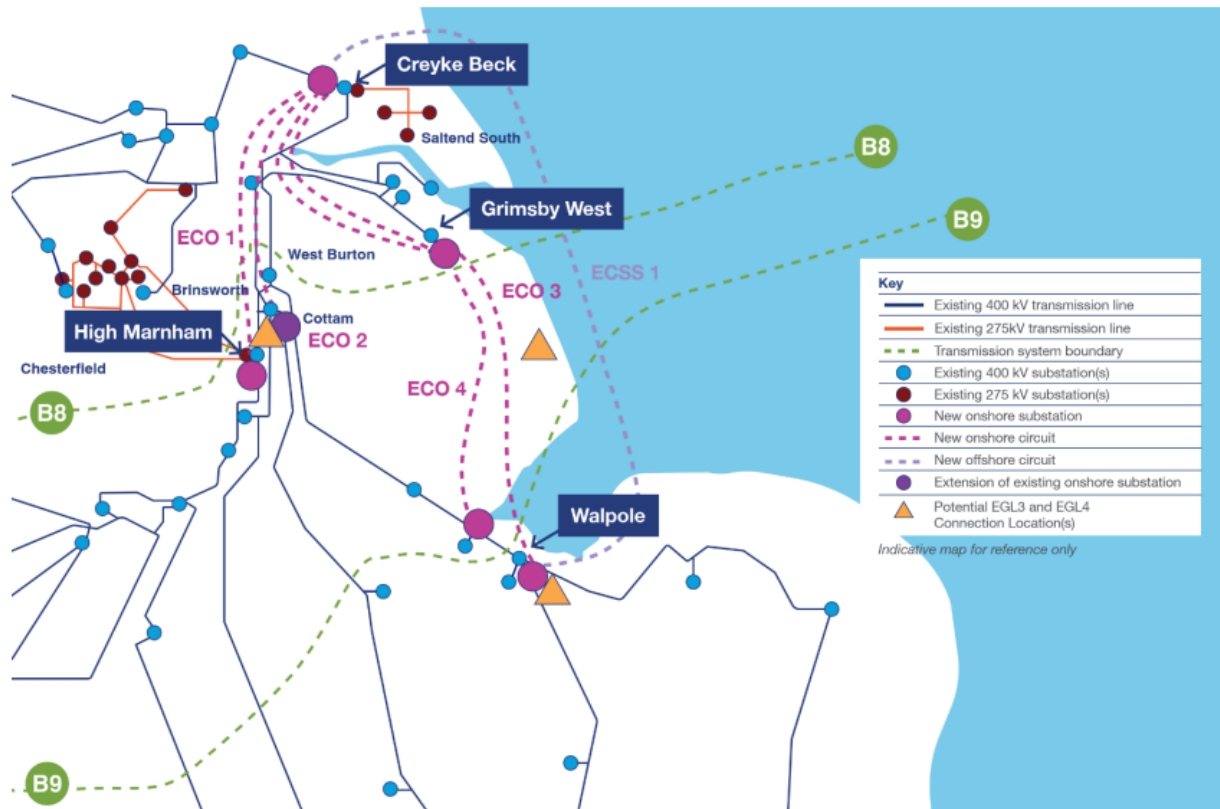 Creyke Beck
Saltend South
B8
Grimsby West
B9
ECO 1
West Burton
ECSS 1
ECO 3
Brinsworth
High Marnham
Cottam
ECO 2
Chesterfield
ECO 4
B8
Walpole
B9
Key
Existing 400 kV transmission line
Existing 275kV transmission line
Transmission system boundary
Existing 400 kV substation(s)
Existing 275 kV substation(s)
New onshore substation
New onshore circuit
New offshore circuit
Extension of existing onshore substation
Potential EGL3 and EGL4
Connection Location(s)
Indicative map for reference only